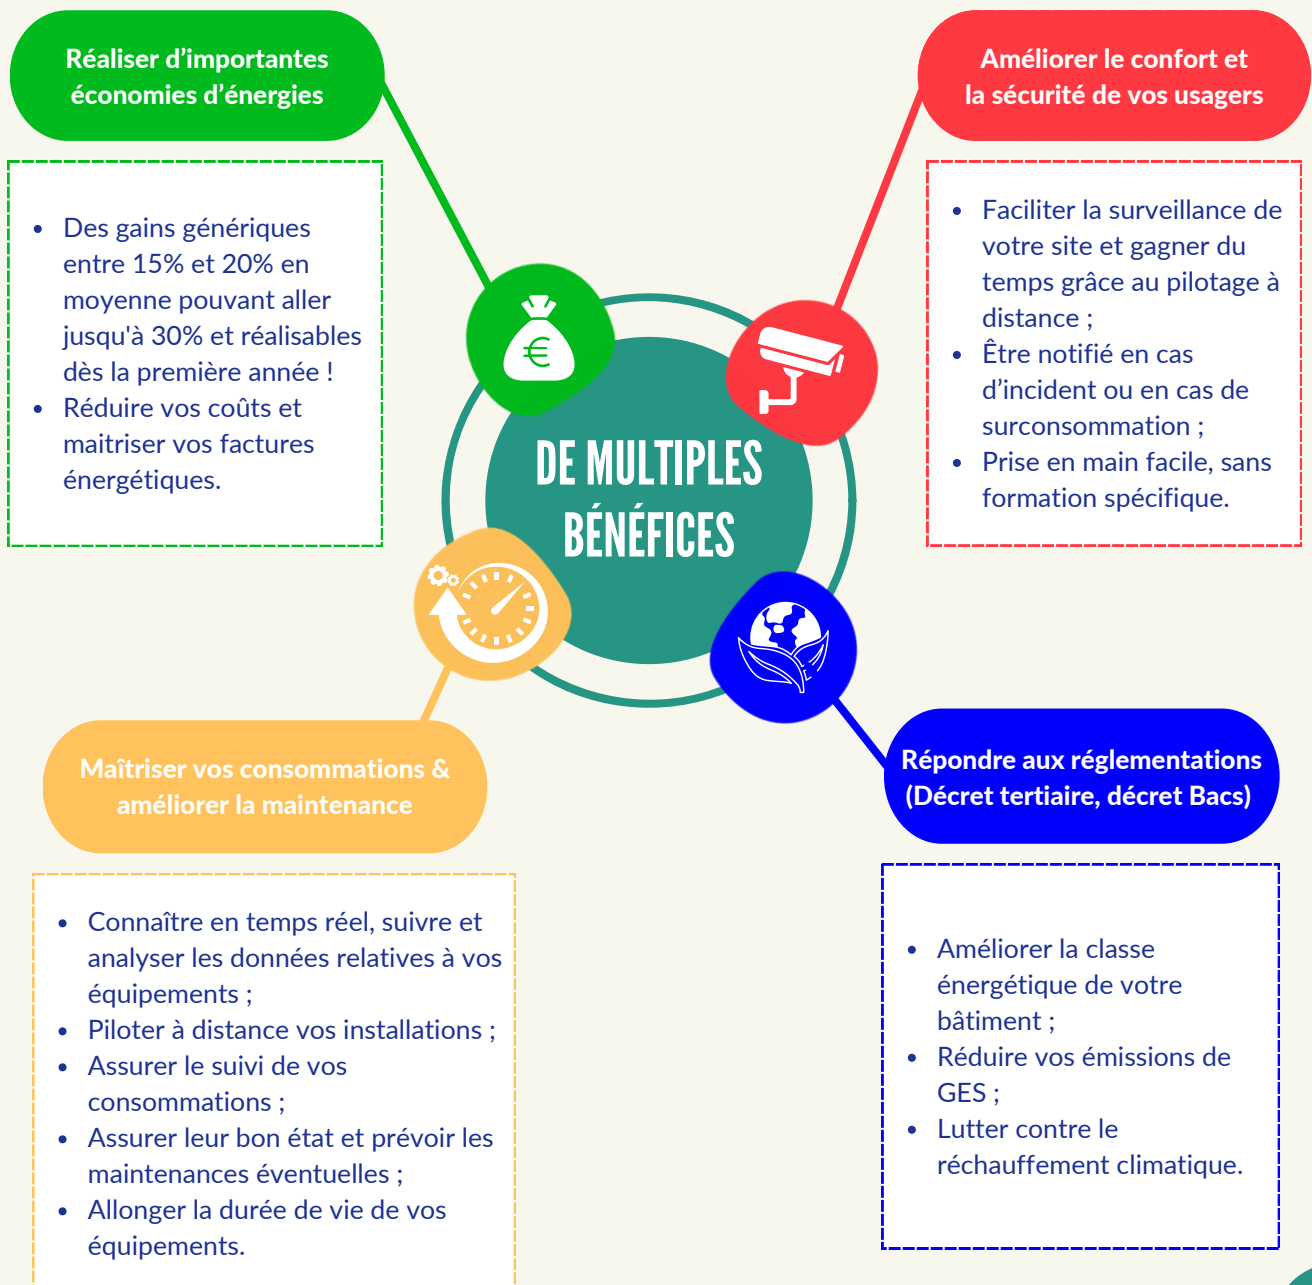 Réaliser d'importantes
économies d'énergies
• Des gains génériques
entre 15% et 20% en
moyenne pouvant aller
jusqu'à 30% et réalisables
dès la première année !
• Réduire vos coûts et
maitriser vos factures
énergétiques.
Améliorer le confort et
la sécurité de vos usagers
• Faciliter la surveillance de
votre site et gagner du
temps grâce au pilotage à
distance ;
• Être notifié en cas
d'incident ou en cas de
surconsommation ;
• Prise en main facile, sans
formation spécifique.
DE MULTIPLES
BÉNÉFICES
Maîtriser vos consommations &
améliorer la maintenance
• Connaître en temps réel, suivre et
analyser les données relatives à vos
équipements ;
• Piloter à distance vos installations ;
• Assurer le suivi de vos
consommations ;
• Assurer leur bon état et prévoir les
maintenances éventuelles ;
• Allonger la durée de vie de vos
équipements.
Répondre aux réglementations
(Décret tertiaire, décret Bacs)
• Améliorer la classe
énergétique de votre
bâtiment ;
• Réduire vos émissions de
GES ;
• Lutter contre le
réchauffement climatique.